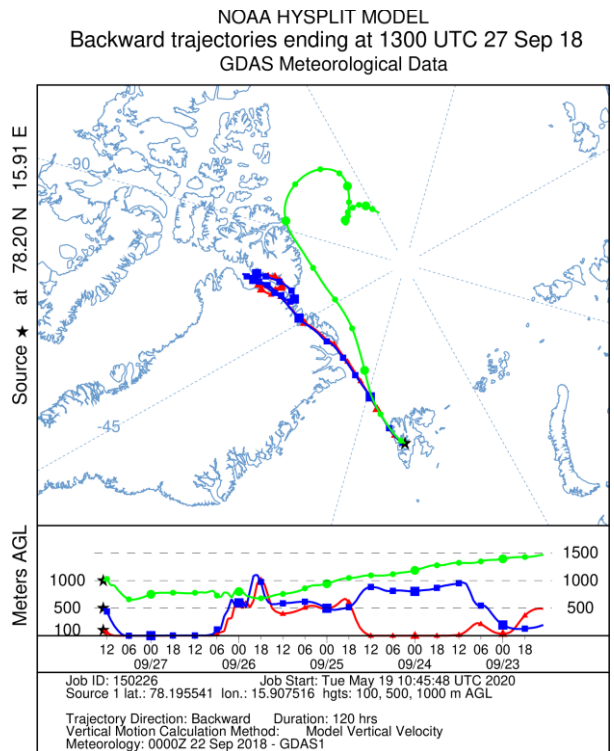 NOAA HYSPLIT MODEL
Backward trajectories ending at 1300 UTC 27 Sep 18
GDAS Meteorological Data
Source ★ at 78.20 N 15.91 E
-90
-45
Meters AGL
1500
1000 1000
500 500
100
12 06 00 18 12 06 00 18 12 06 00 18 12 06 00 18 12 06 00 18
09/27 09/26 09/25 09/24 09/23
Job ID: 150226 Job Start: Tue May 19 10:45:48 UTC 2020
Source 1 lat.: 78.195541 lon.: 15.907516 hgts: 100, 500, 1000 m AGL
Trajectory Direction: Backward Duration: 120 hrs
Vertical Motion Calculation Method: Model Vertical Velocity
Meteorology: 0000Z 22 Sep 2018 - GDAS1